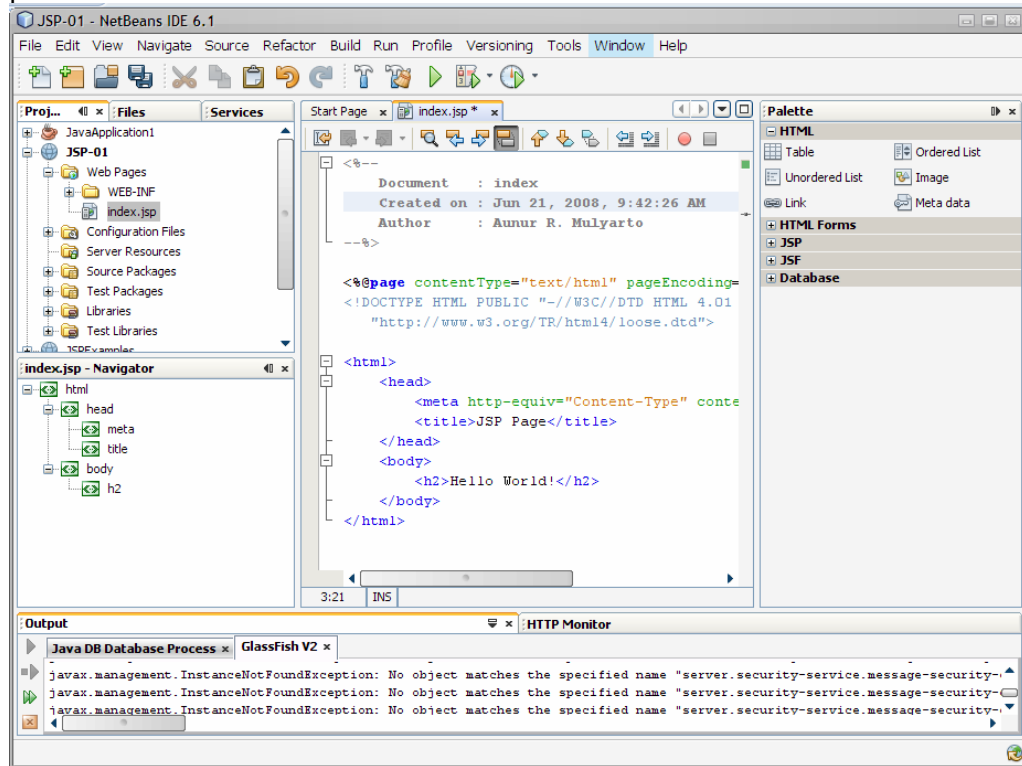 JSP-01 - NetBeans IDE 6.1
File Edit View Navigate Source Refactor Build Run Profile Versioning Tools Window Help
Proj... Files Services
JavaApplication1
JSP-01
Web Pages
WEB-INF
index.jsp
Configuration Files
Server Resources
Source Packages
Test Packages
Libraries
Test Libraries
JSPExamples
index.jsp - Navigator
html
head
meta
title
body
h2
Start Page index.jsp *
<%--
Document : index
Created on : Jun 21, 2008, 9:42:26 AM
Author : Aunur R. Mulyarto
--%>
<%@page contentType="text/html" pageEncoding=
<!DOCTYPE HTML PUBLIC "-//W3C//DTD HTML 4.01
"http://www.w3.org/TR/html4/loose.dtd">
<html>
<head>
<meta http-equiv="Content-Type" conte
<title>JSP Page</title>
</head>
<body>
<h2>Hello World!</h2>
</body>
</html>
3:21 INS
Palette
HTML
Table Ordered List
Unordered List Image
Link Meta data
HTML Forms
JSP
JSF
Database
Output HTTP Monitor
Java DB Database Process GlassFish V2
javax.management.InstanceNotFoundException: No object matches the specified name "server.security-service.message-security-
javax.management.InstanceNotFoundException: No object matches the specified name "server.security-service.message-security-
javax.management.InstanceNotFoundException: No object matches the specified name "server.security-service.message-security-